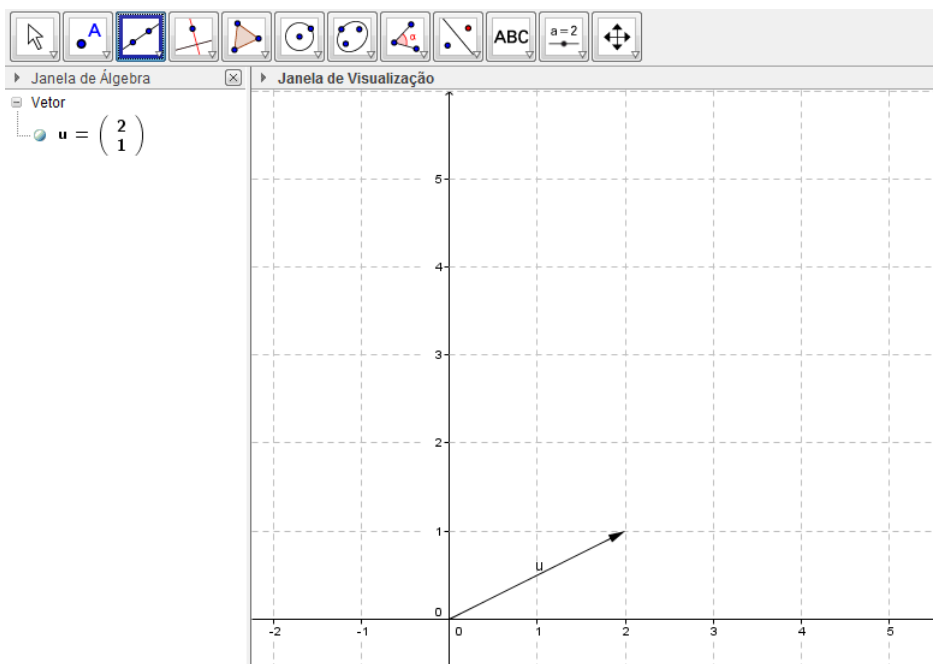 A α ABC a = 2
Janela de Álgebra
Janela de Visualização
Vetor
u = ( 2
1 )
5
4
3
2
1
u
0
-2 -1 0 1 2 3 4 5